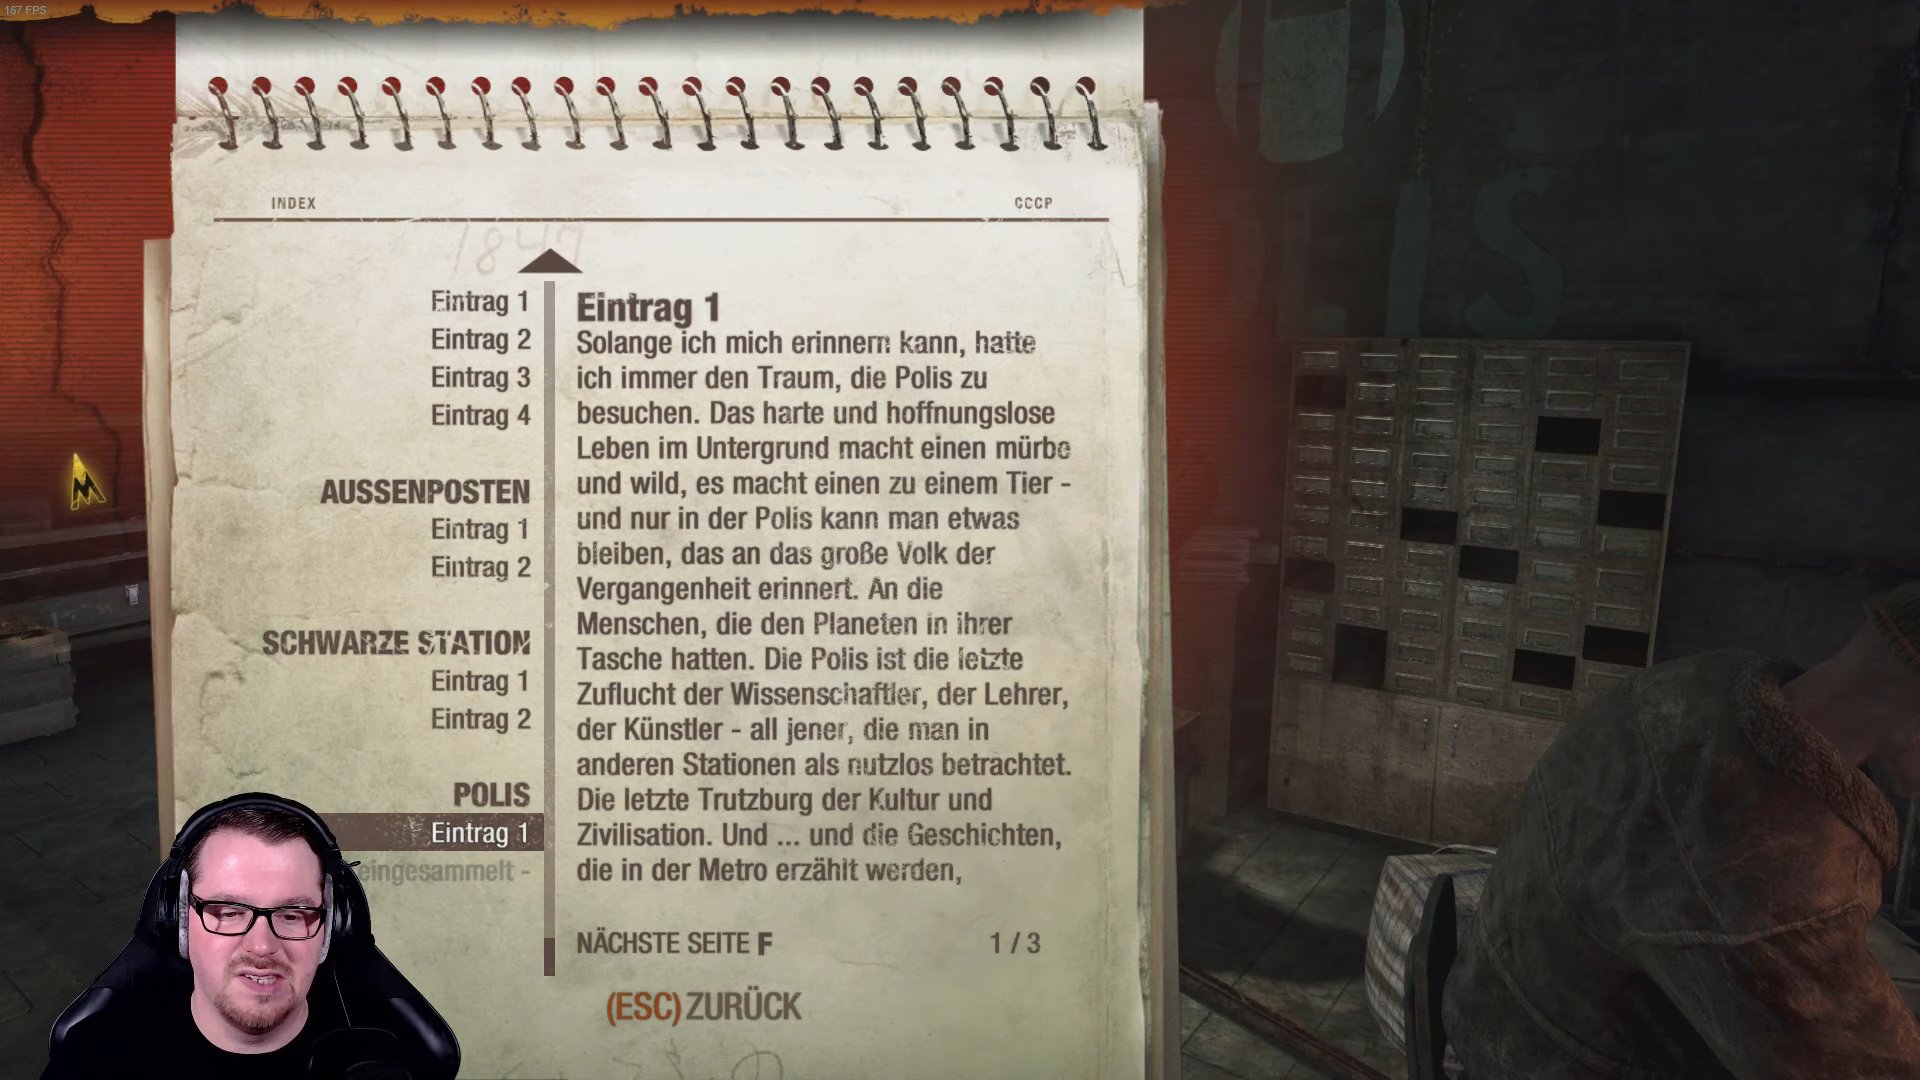 167 FPS
INDEX
CCCP
1849
Eintrag 1
Eintrag 2
Eintrag 3
Eintrag 4
AUSSENPOSTEN
Eintrag 1
Eintrag 2
SCHWARZE STATION
Eintrag 1
Eintrag 2
POLIS
Eintrag 1
eingesammelt -
Eintrag 1
Solange ich mich erinnern kann, hatte
ich immer den Traum, die Polis zu
besuchen. Das harte und hoffnungslose
Leben im Untergrund macht einen mürbe
und wild, es macht einen zu einem Tier -
und nur in der Polis kann man etwas
bleiben, das an das große Volk der
Vergangenheit erinnert. An die
Menschen, die den Planeten in ihrer
Tasche hatten. Die Polis ist die letzte
Zuflucht der Wissenschaftler, der Lehrer,
der Künstler - all jener, die man in
anderen Stationen als nutzlos betrachtet.
Die letzte Trutzburg der Kultur und
Zivilisation. Und ... und die Geschichten,
die in der Metro erzählt werden,
NÄCHSTE SEITE F
1 / 3
(ESC) ZURÜCK
M
IS